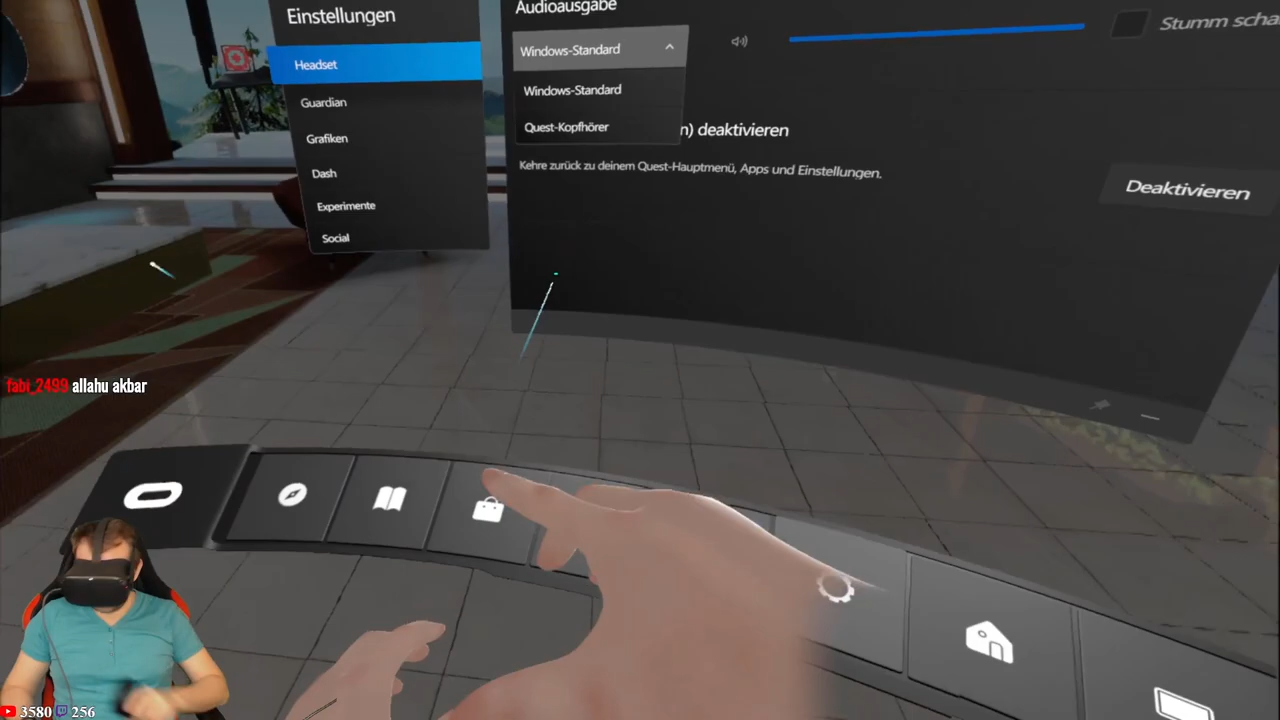 Einstellungen
Headset
Guardian
Grafiken
Dash
Experimente
Social
Audioausgabe
Windows-Standard
Windows-Standard
Quest-Kopfhörer
Stumm scha
n) deaktivieren
Kehre zurück zu deinem Quest-Hauptmenü, Apps und Einstellungen.
Deaktivieren
fabi_2499 allahu akbar
3580 256